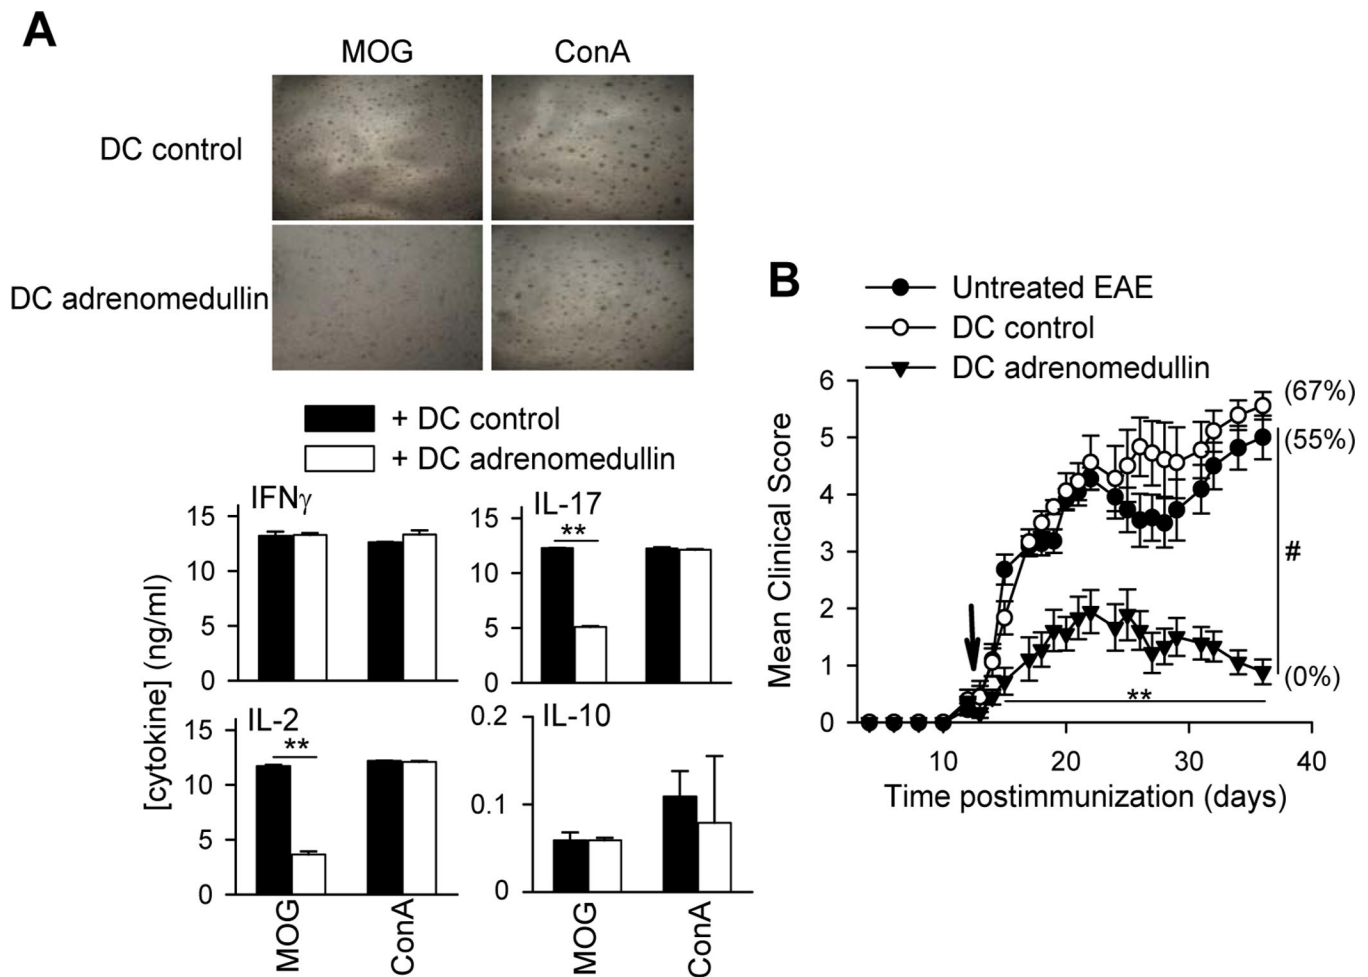 A
MOG
ConA
DC control
DC adrenomedullin
+ DC control
+ DC adrenomedullin
[cytokine] (ng/ml)
IFNγ
15
10
5
0
IL-17
**
15
10
5
0
IL-2
**
15
10
5
0
MOG
ConA
IL-10
0.2
0.1
0
MOG
ConA
B
Untreated EAE
DC control
DC adrenomedullin
Mean Clinical Score
6
5
4
3
2
1
0
(67%)
(55%)
#
(0%)
**
10
20
30
40
Time postimmunization (days)